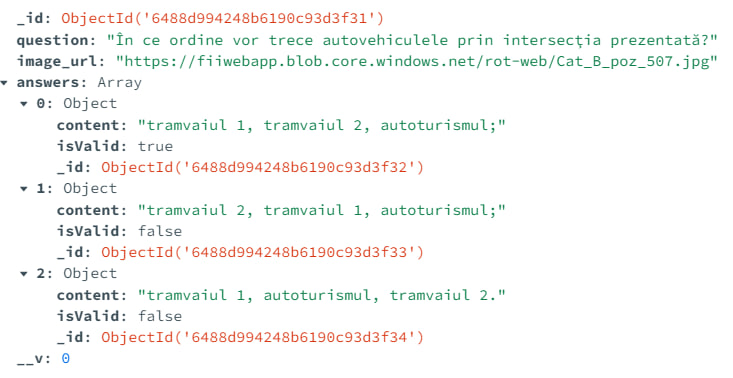 _id: ObjectId('6488d994248b6190c93d3f31')
question: "În ce ordine vor trece autovehiculele prin intersecția prezentată?"
image_url: "https://fiiwebapp.blob.core.windows.net/rot-web/Cat_B_poz_507.jpg"
answers: Array
0: Object
content: "tramvaiul 1, tramvaiul 2, autoturismul;"
isValid: true
_id: ObjectId('6488d994248b6190c93d3f32')
1: Object
content: "tramvaiul 2, tramvaiul 1, autoturismul;"
isValid: false
_id: ObjectId('6488d994248b6190c93d3f33')
2: Object
content: "tramvaiul 1, autoturismul, tramvaiul 2."
isValid: false
_id: ObjectId('6488d994248b6190c93d3f34')
__v: 0